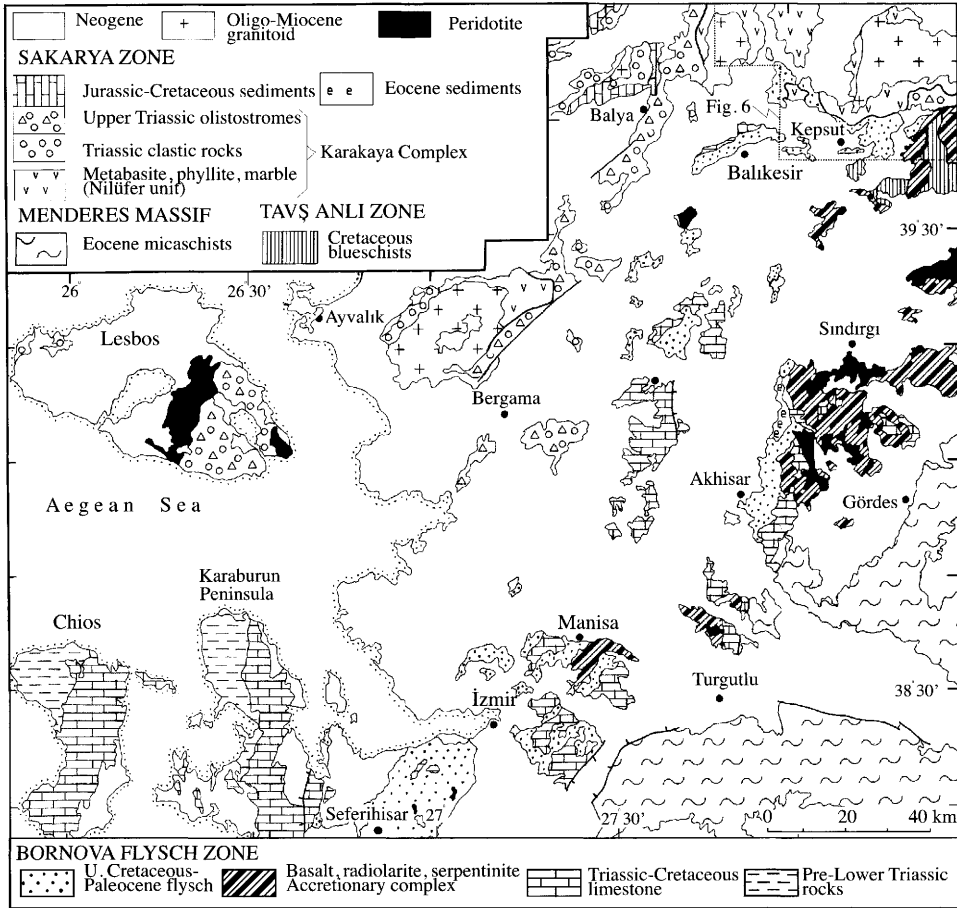 Neogene
Oligo-Miocene
granitoid
Peridotite
SAKARYA ZONE
Jurassic-Cretaceous sediments
e e
Eocene sediments
Upper Triassic olistostromes
Triassic clastic rocks
Karakaya Complex
Metabasite, phyllite, marble
(Nilüfer unit)
MENDERES MASSIF
TAVŞ ANLI ZONE
Eocene micaschists
Cretaceous
blueschists
Balya
Fig. 6
Kepsut
Balıkesir
39˚30'
26˚
26˚30'
Ayvalık
Lesbos
Sındırgı
Bergama
Akhisar
Gördes
Aegean Sea
Karaburun
Peninsula
Chios
Manisa
Turgutlu
38˚30'
İzmir
Seferihisar
27
27˚30'
0 20 40 km
BORNOVA FLYSCH ZONE
U. Cretaceous-
Paleocene flysch
Basalt, radiolarite, serpentinite
Accretionary complex
Triassic-Cretaceous
limestone
Pre-Lower Triassic
rocks